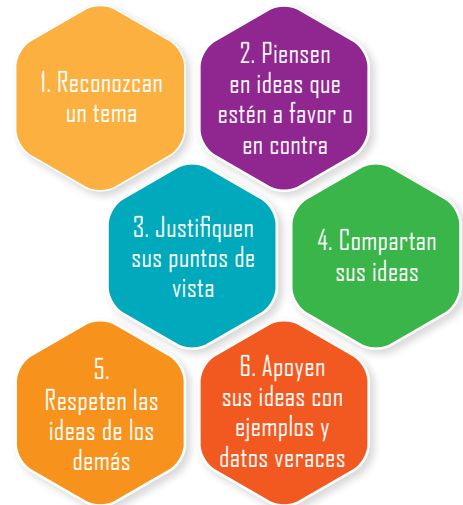 1. Reconozcan
un tema
2. Piensen
en ideas que
estén a favor o
en contra
3. Justifiquen
sus puntos de
vista
4. Compartan
sus ideas
5.
Respeten las
ideas de los
demás
6. Apoyen
sus ideas con
ejemplos y
datos veraces